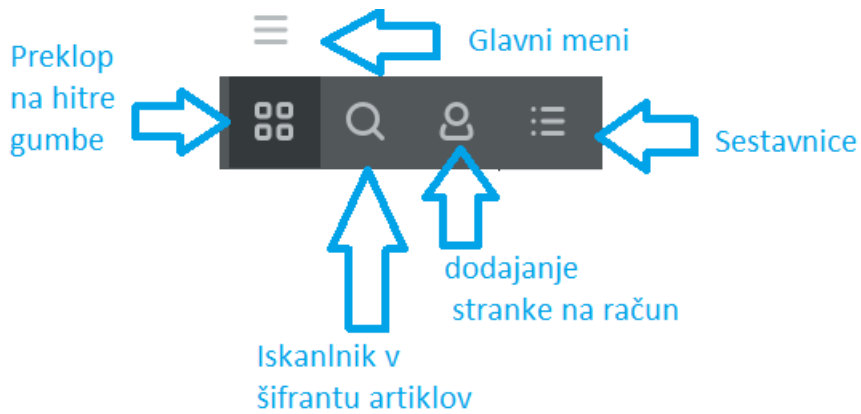 Glavni meni
Preklop
na hitre
gumbe
Sestavnice
dodajanje
stranke na račun
Iskanlnik v
šifrantu artiklov